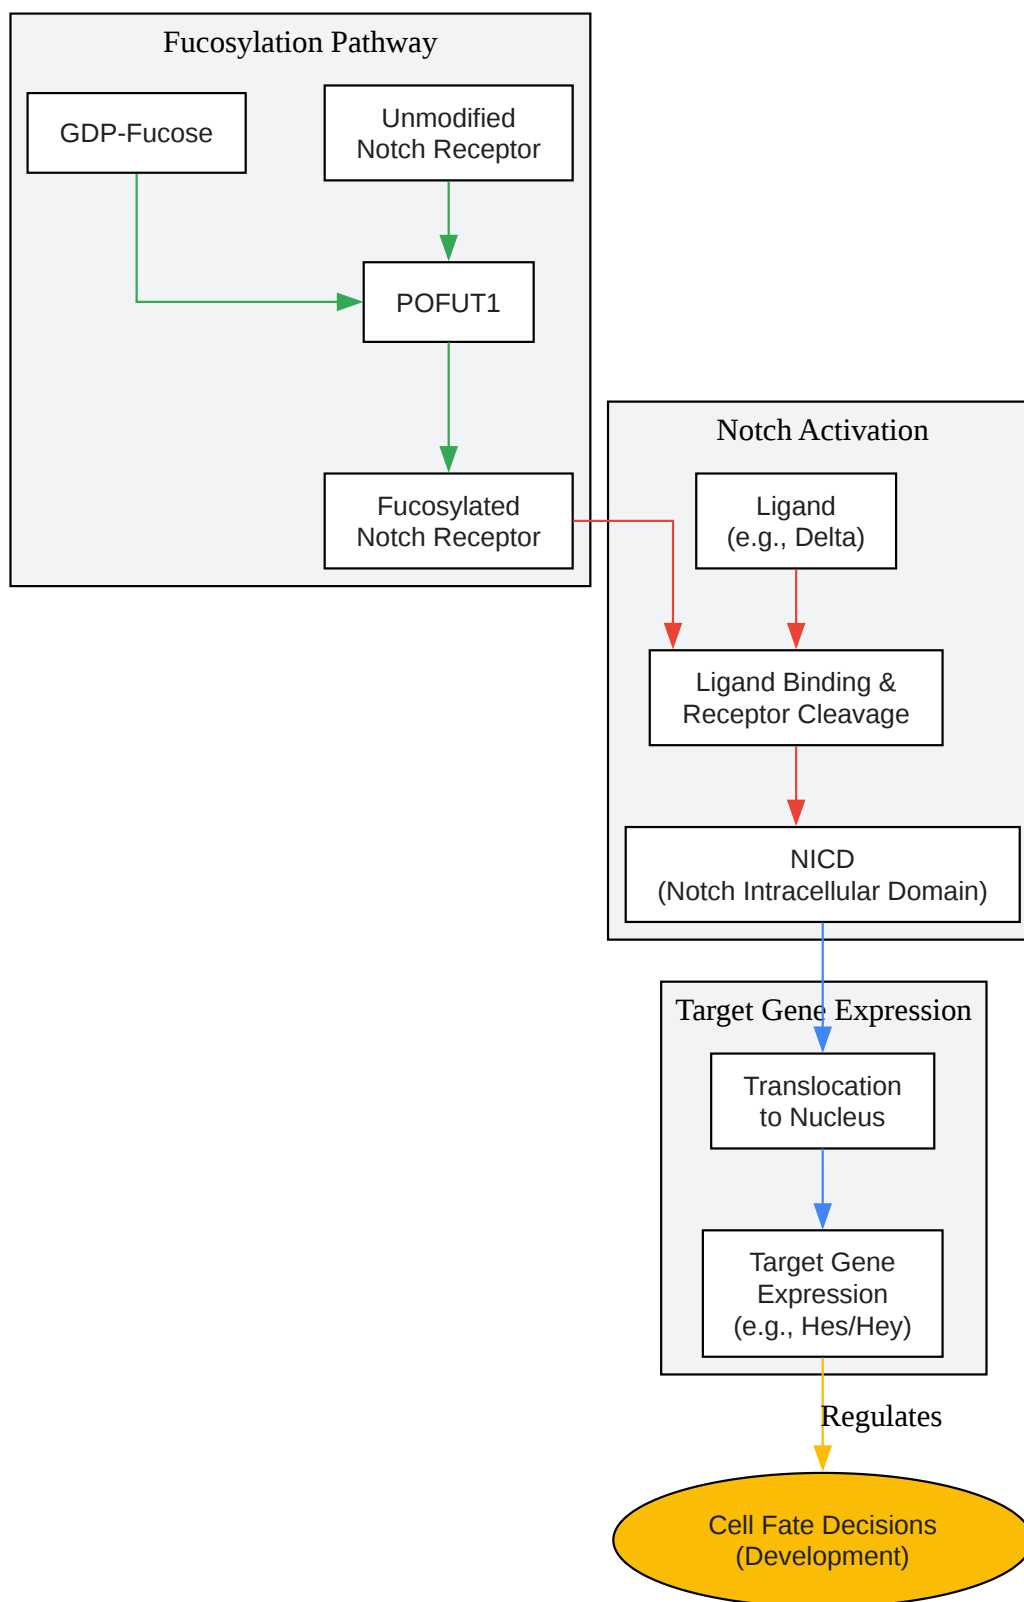 Fucosylation Pathway
GDP-Fucose
Unmodified
Notch Receptor
POFUT1
Fucosylated
Notch Receptor
Notch Activation
Ligand
(e.g., Delta)
Ligand Binding &
Receptor Cleavage
NICD
(Notch Intracellular Domain)
Target Gene Expression
Translocation
to Nucleus
Target Gene
Expression
(e.g., Hes/Hey)
Regulates
Cell Fate Decisions
(Development)